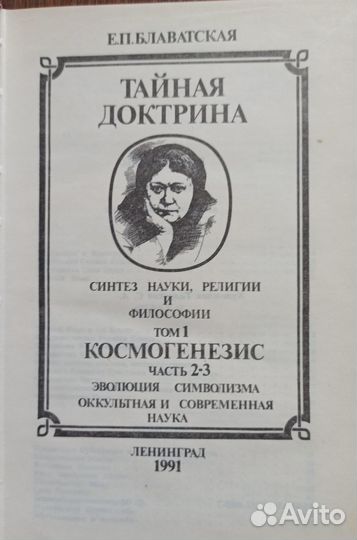 Е.П.БЛАВАТСКАЯ
ТАЙНАЯ
ДОКТРИНА
СИНТЕЗ НАУКИ, РЕЛИГИИ
И
ФИЛОСОФИИ
ТОМ 1
КОСМОГЕНЕЗИС
ЧАСТЬ 2-3
ЭВОЛЮЦИЯ СИМВОЛИЗМА
ОККУЛЬТНАЯ И СОВРЕМЕННАЯ
НАУКА
ЛЕНИНГРАД
1991
Avito